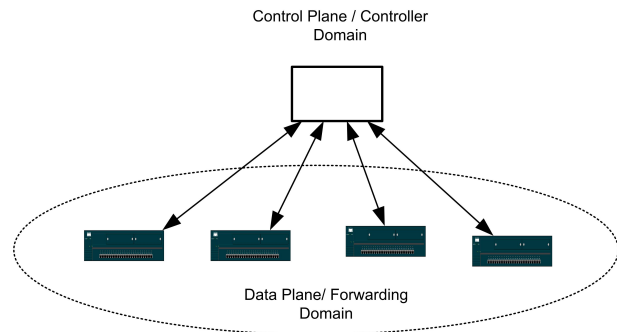 Control Plane / Controller
Domain
Data Plane/ Forwarding
Domain